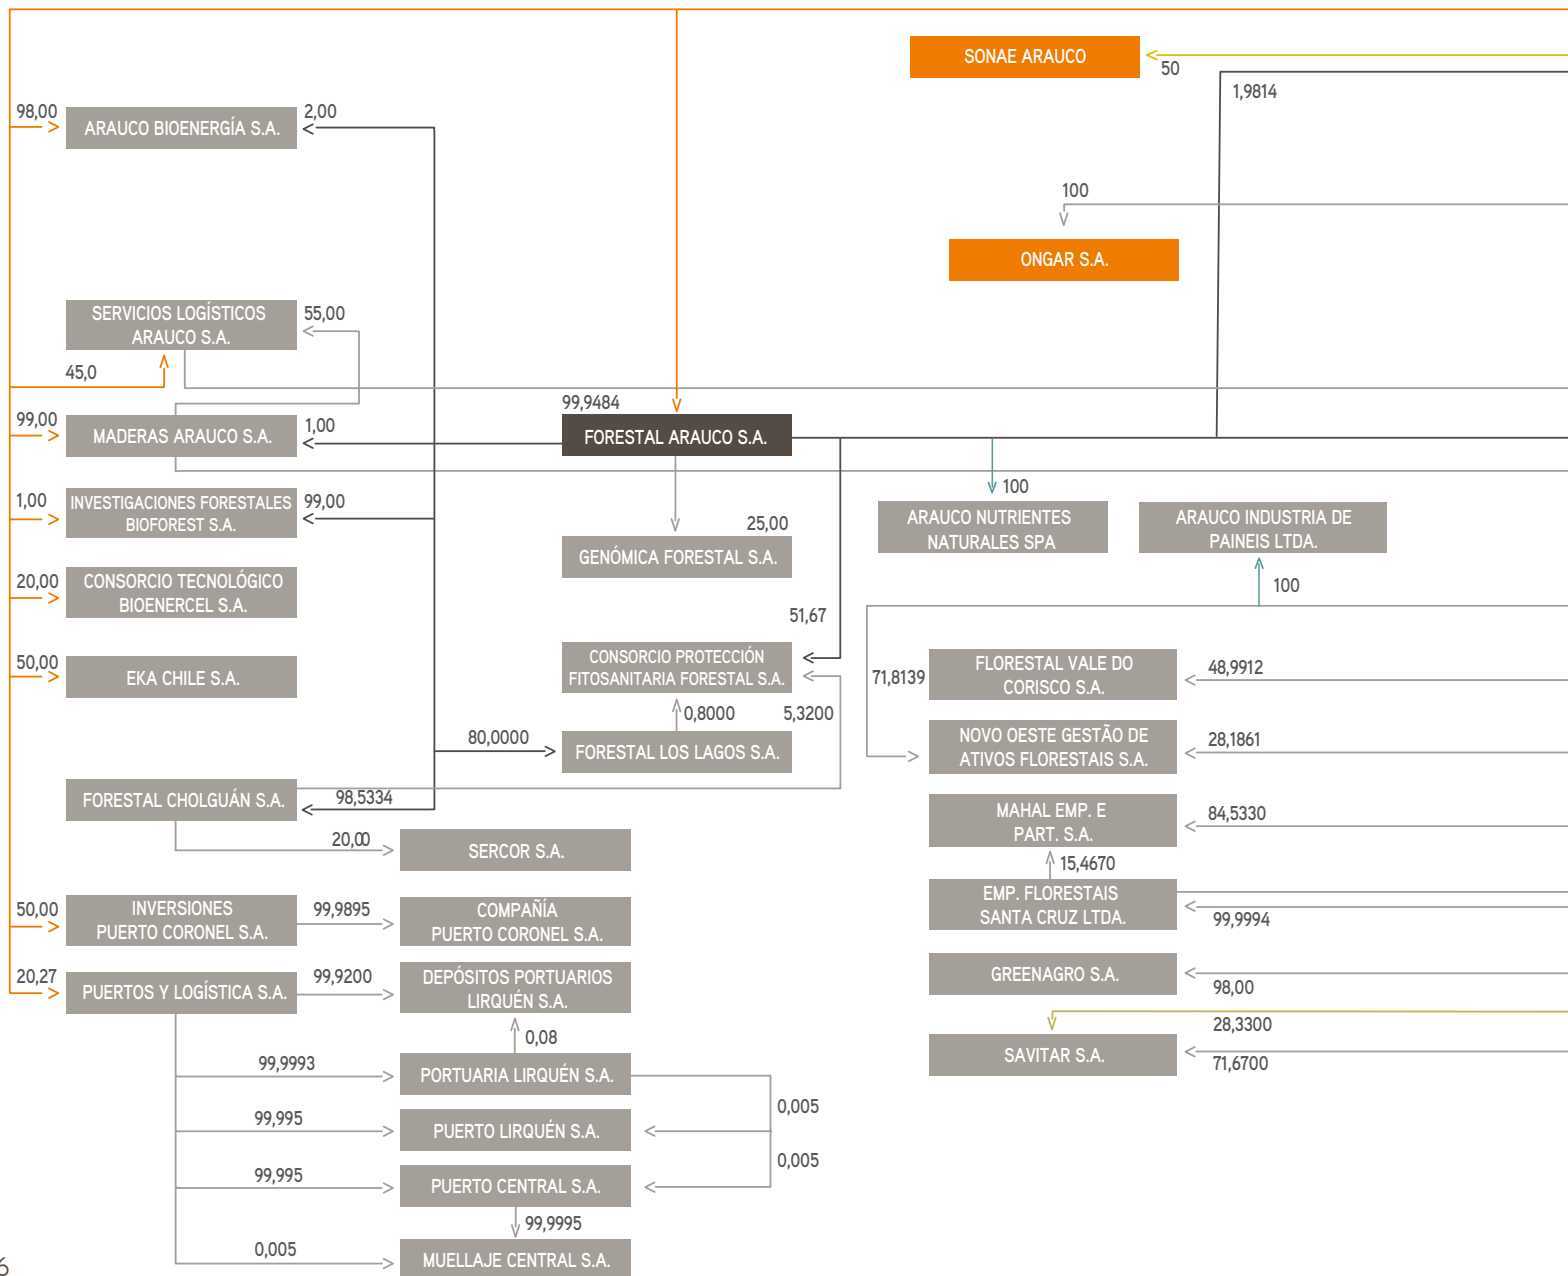 SONAE ARAUCO
50
1,9814
98,00
ARAUCO BIOENERGÍA S.A.
2,00
100
ONGAR S.A.
SERVICIOS LOGÍSTICOS
ARAUCO S.A.
55,00
45,0
99,00
MADERAS ARAUCO S.A.
1,00
99,9484
FORESTAL ARAUCO S.A.
1,00
INVESTIGACIONES FORESTALES
BIOFOREST S.A.
99,00
25,00
GENÓMICA FORESTAL S.A.
100
ARAUCO NUTRIENTES
NATURALES SPA
ARAUCO INDUSTRIA DE
PAINEIS LTDA.
100
20,00
CONSORCIO TECNOLÓGICO
BIOENERCEL S.A.
51,67
50,00
EKA CHILE S.A.
CONSORCIO PROTECCIÓN
FITOSANITARIA FORESTAL S.A.
71,8139
FLORESTAL VALE DO
CORISCO S.A.
48,9912
0,8000
5,3200
80,0000
FORESTAL LOS LAGOS S.A.
NOVO OESTE GESTÃO DE
ATIVOS FLORESTAIS S.A.
28,1861
FORESTAL CHOLGUÁN S.A.
98,5334
MAHAL EMP. E
PART. S.A.
84,5330
20,00
SERCOR S.A.
15,4670
50,00
INVERSIONES
PUERTO CORONEL S.A.
99,9895
COMPAÑÍA
PUERTO CORONEL S.A.
EMP. FLORESTAIS
SANTA CRUZ LTDA.
99,9994
20,27
PUERTOS Y LOGÍSTICA S.A.
99,9200
DEPÓSITOS PORTUARIOS
LIRQUÉN S.A.
GREENAGRO S.A.
98,00
0,08
28,3300
SAVITAR S.A.
71,6700
99,9993
PORTUARIA LIRQUÉN S.A.
0,005
99,995
PUERTO LIRQUÉN S.A.
0,005
99,995
PUERTO CENTRAL S.A.
99,9995
0,005
MUELLAJE CENTRAL S.A.
6